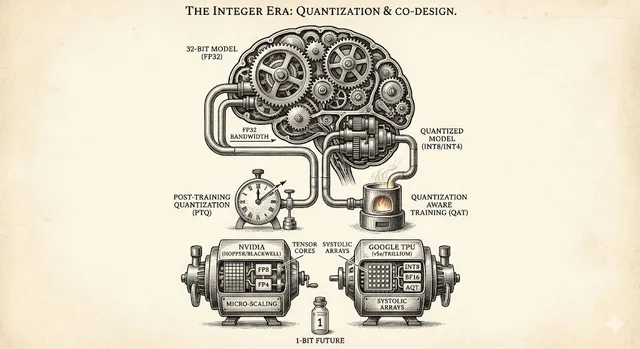 THE INTEGER ERA: QUANTIZATION & CO-DESIGN.
32-BIT MODEL
(FP32)
FP32
BANDWIDTH
QUANTIZED
MODEL
(INT8/INT4)
POST-TRAINING
QUANTIZATION
(PTQ)
QUANTIZATION
AWARE
TRAINING (QAT)
NVIDIA
(HOPPER/BLACKWELL)
TENSOR
CORES
FP8
FP4
MICRO-SCALING
SYSTOLIC
ARRAYS
GOOGLE TPU
(v5e/TRILLIUM)
INT8
BF16
AQT
SYSTOLIC
ARRAYS
1
1-BIT FUTURE